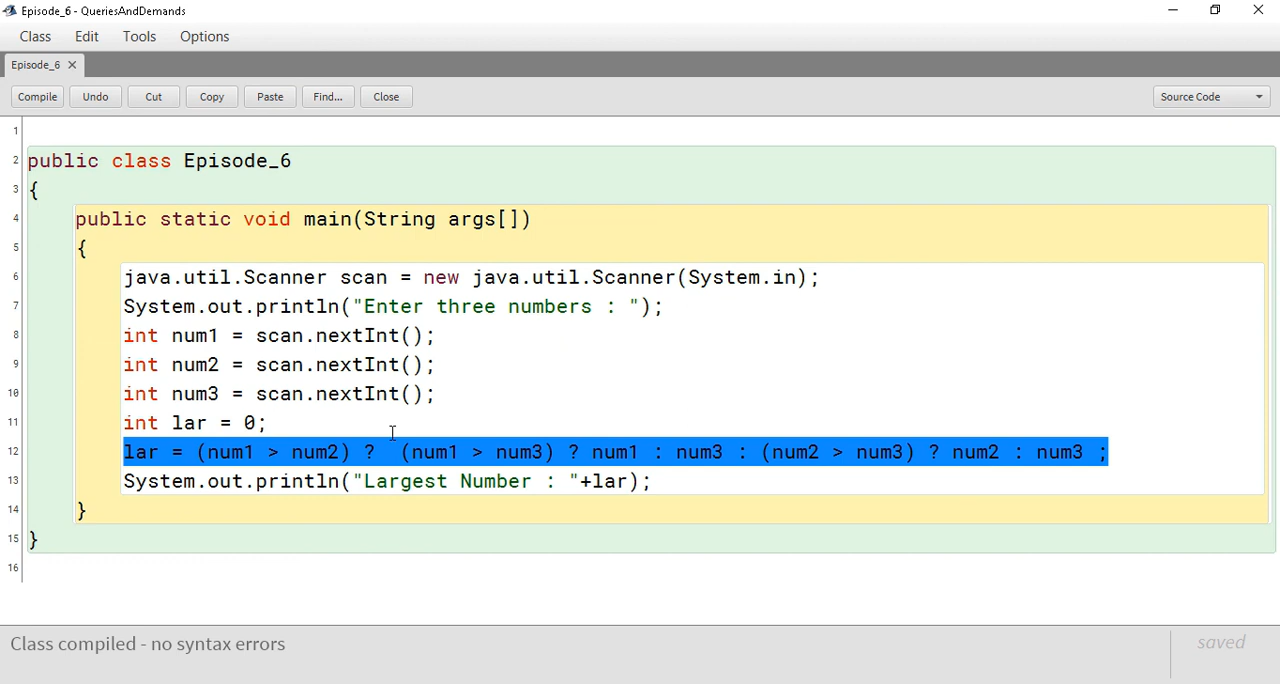 Episode_6 - QueriesAndDemands
Class Edit Tools Options
Episode_6
Compile Undo Cut Copy Paste Find... Close Source Code
1
2 public class Episode_6
3 {
4 public static void main(String args[])
5 {
6 java.util.Scanner scan = new java.util.Scanner(System.in);
7 System.out.println("Enter three numbers : ");
8 int num1 = scan.nextInt();
9 int num2 = scan.nextInt();
10 int num3 = scan.nextInt();
11 int lar = 0;
12 lar = (num1 > num2) ?  (num1 > num3) ? num1 : num3 : (num2 > num3) ? num2 : num3 ;
13 System.out.println("Largest Number : "+lar);
14 }
15 }
16
Class compiled - no syntax errors saved